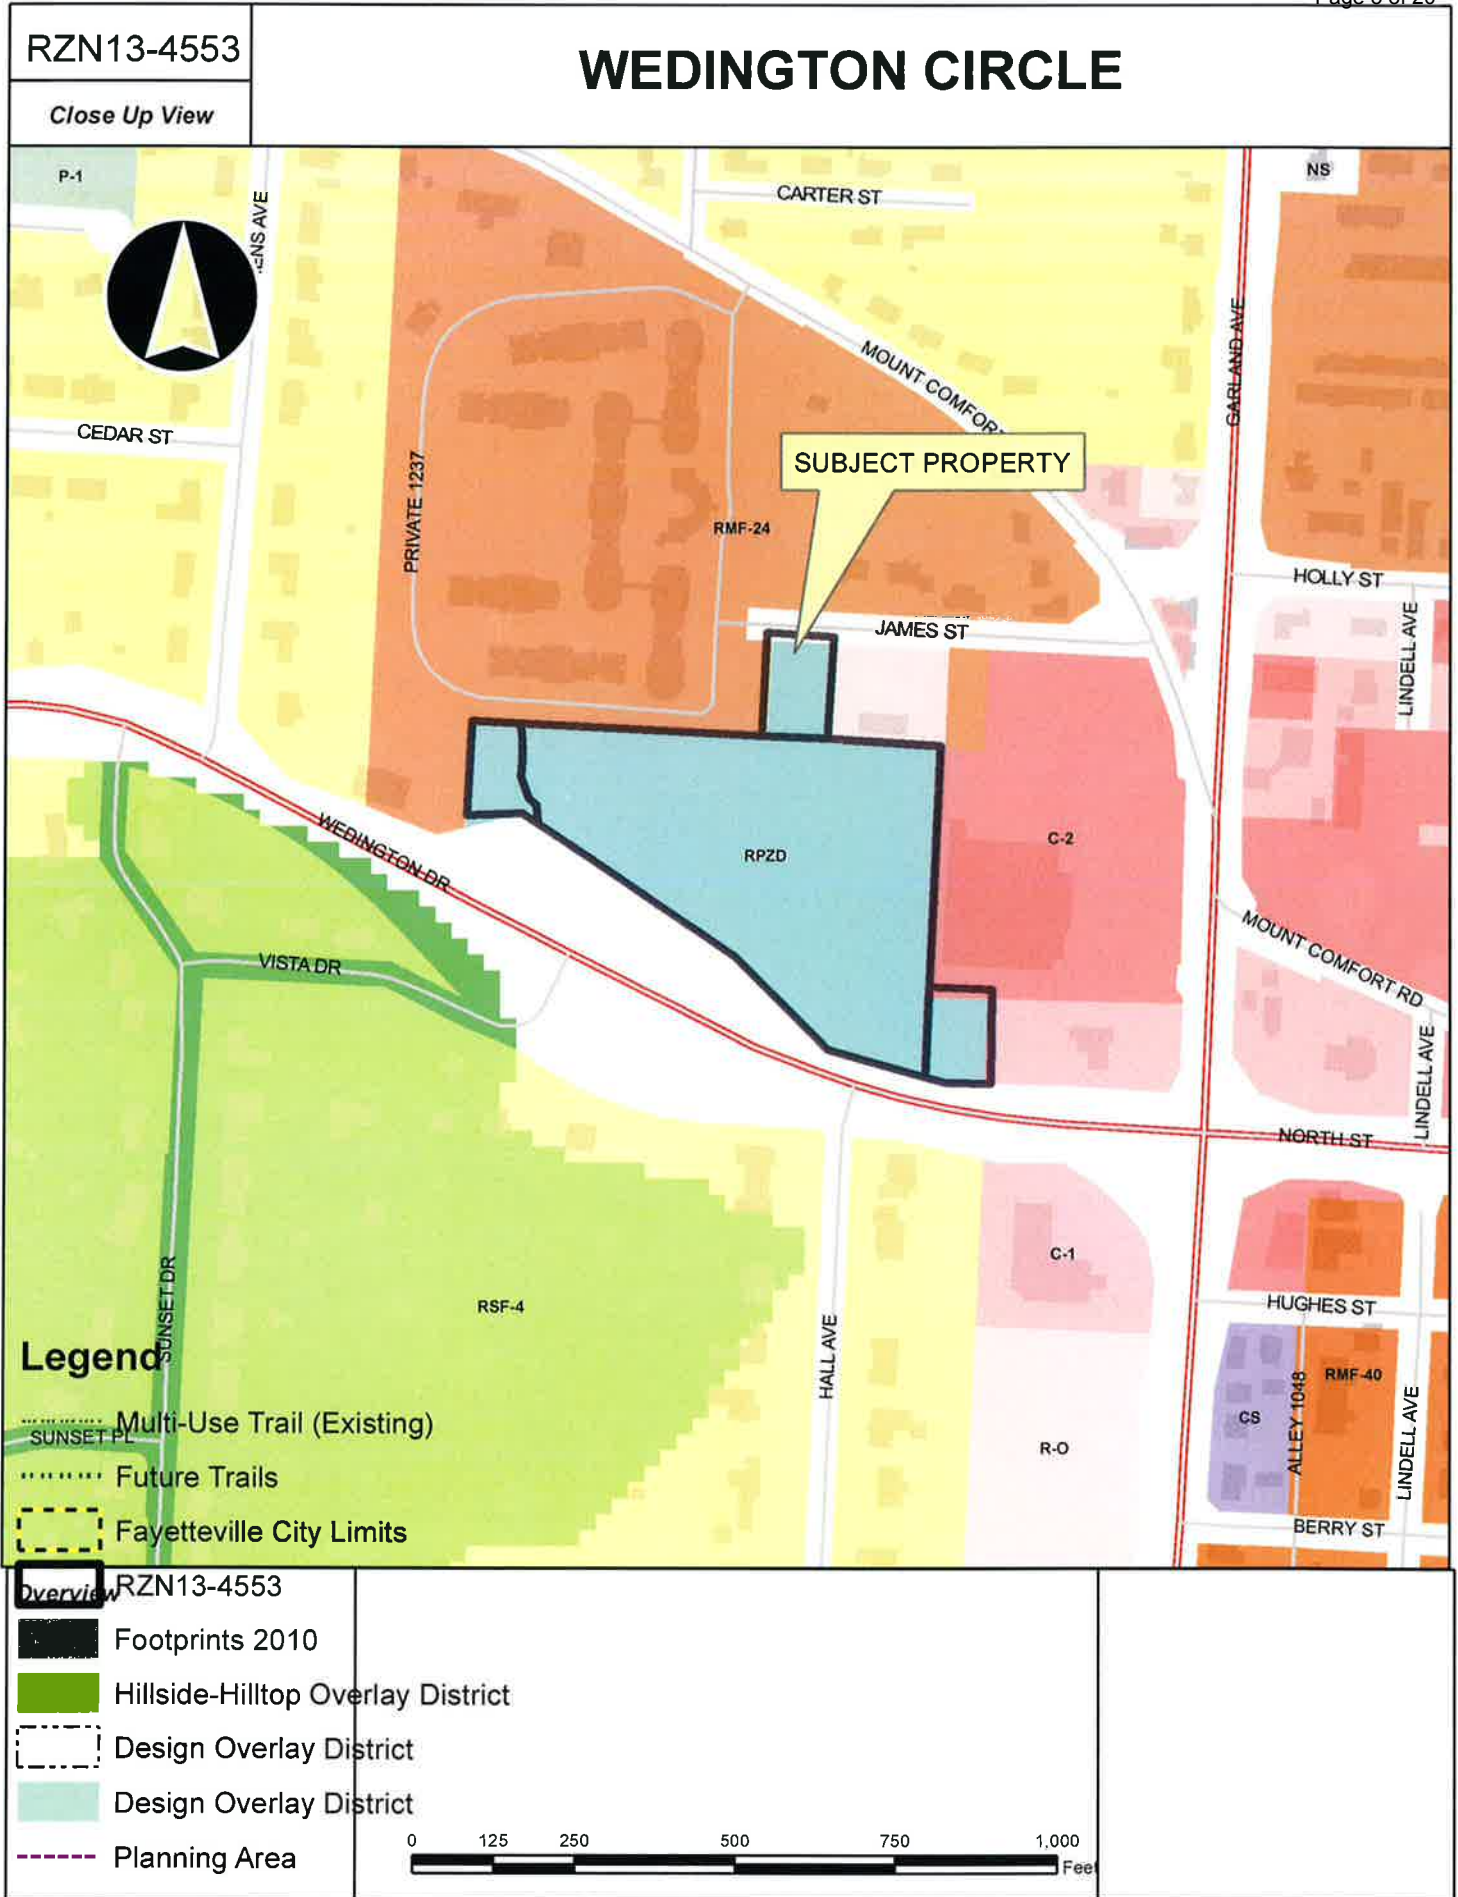 RZN13-4553
WEDINGTON CIRCLE
Close Up View
P-1
NS
CARTER ST
GARLAND AVE
MOUNT COMFORT
CEDAR ST
SUBJECT PROPERTY
PRIVATE 1237
RMF-24
HOLLY ST
JAMES ST
LINDELL AVE
WEDINGTON DR
C-2
RPZD
MOUNT COMFORT RD
VISTA DR
LINDELL AVE
NORTH ST
C-1
SUNSET DR
RSF-4
HUGHES ST
HALL AVE
RMF-40
ALLEY 1048
CS
LINDELL AVE
R-O
BERRY ST
Legend
Multi-Use Trail (Existing)
SUNSET PL
Future Trails
Fayetteville City Limits
Overview
RZN13-4553
Footprints 2010
Hillside-Hilltop Overlay District
Design Overlay District
Design Overlay District
Planning Area
0 125 250 500 750 1,000
Feet